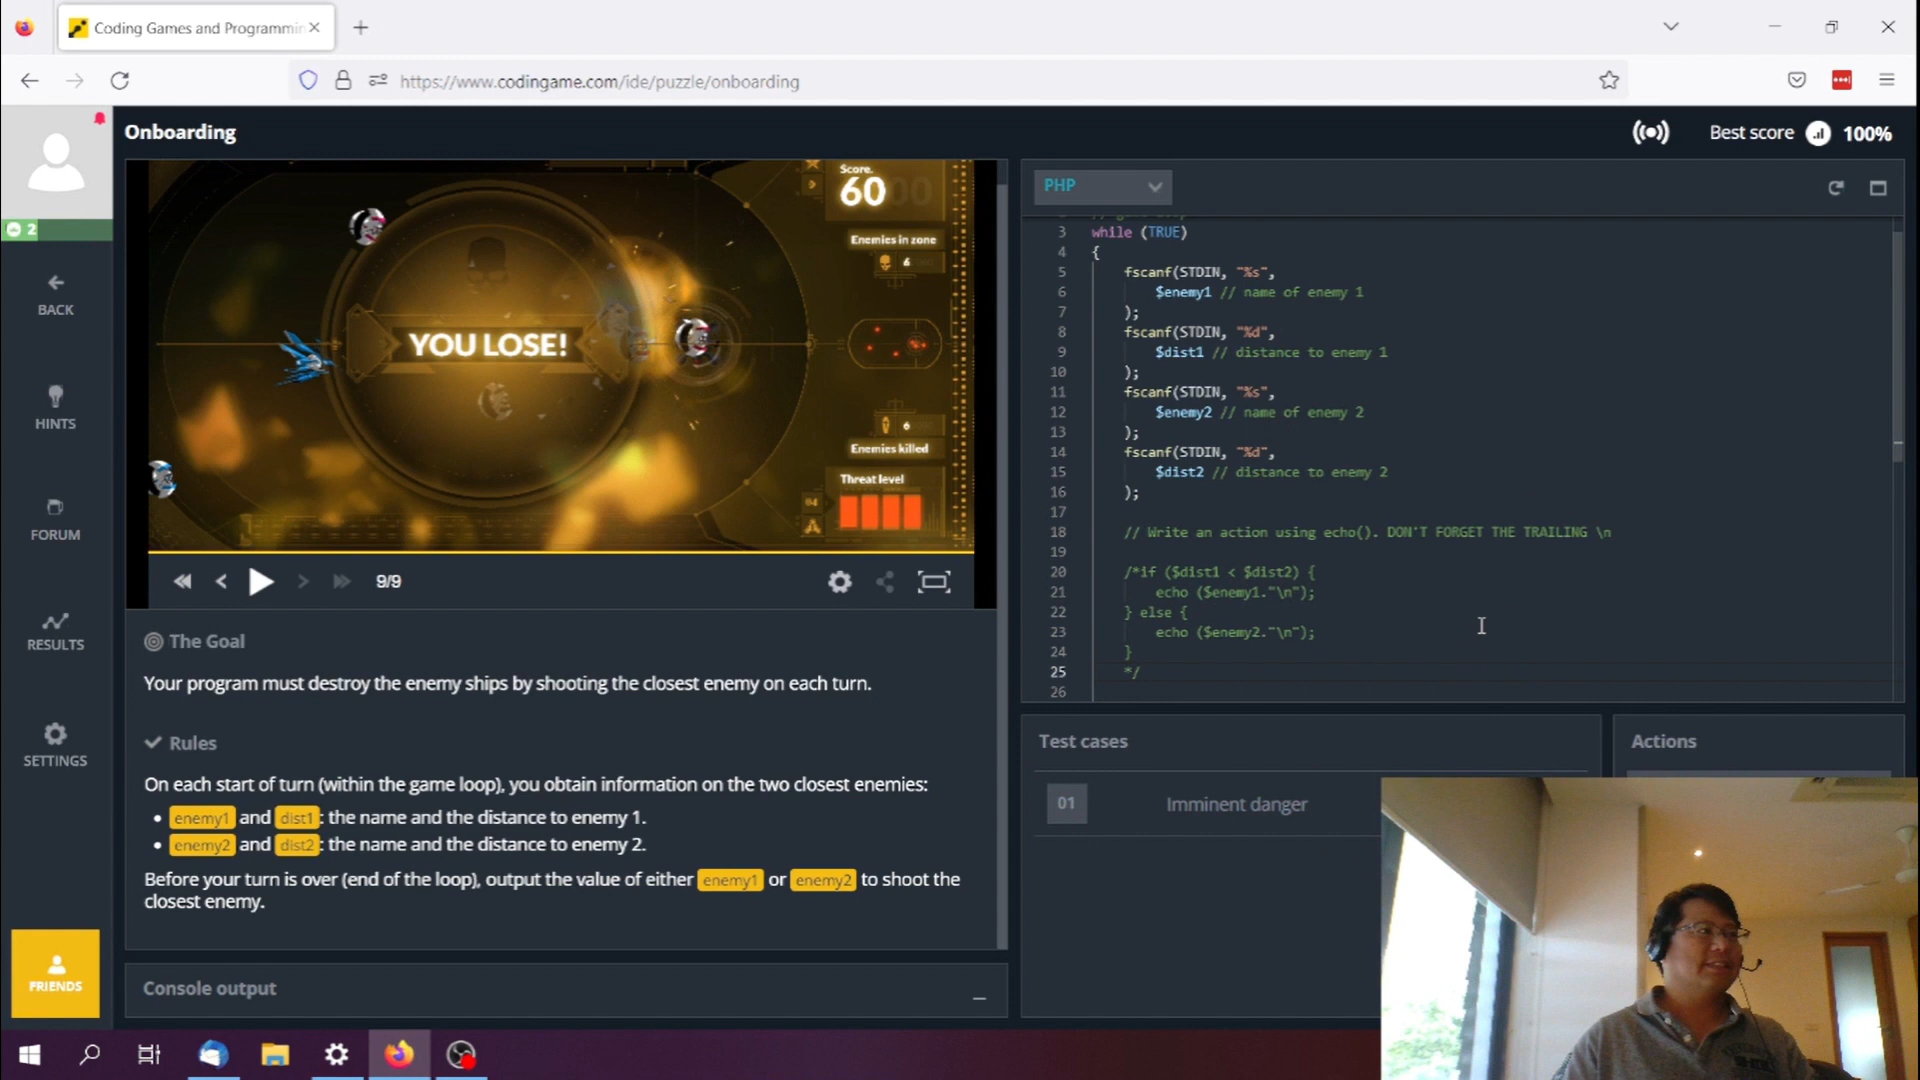 Coding Games and Programmin
https://www.codingame.com/ide/puzzle/onboarding
Onboarding
Best score
100%
2
BACK
HINTS
FORUM
RESULTS
SETTINGS
FRIENDS
Score.
6000
Enemies in zone
6
YOU LOSE!
6
Enemies killed
Threat level
04
9/9
The Goal
Your program must destroy the enemy ships by shooting the closest enemy on each turn.
Rules
On each start of turn (within the game loop), you obtain information on the two closest enemies:
• enemy1 and dist1: the name and the distance to enemy 1.
• enemy2 and dist2: the name and the distance to enemy 2.
Before your turn is over (end of the loop), output the value of either enemy1 or enemy2 to shoot the
closest enemy.
Console output
PHP
3 while (TRUE)
4 {
5 fscanf(STDIN, "%s",
6 $enemy1 // name of enemy 1
7 );
8 fscanf(STDIN, "%d",
9 $dist1 // distance to enemy 1
10 );
11 fscanf(STDIN, "%s",
12 $enemy2 // name of enemy 2
13 );
14 fscanf(STDIN, "%d",
15 $dist2 // distance to enemy 2
16 );
17
18 // Write an action using echo(). DON'T FORGET THE TRAILING \n
19
20 /*if ($dist1 < $dist2) {
21 echo ($enemy1."\n");
22 } else {
23 echo ($enemy2."\n");
24 }
25 */
26
Test cases
01 Imminent danger
Actions